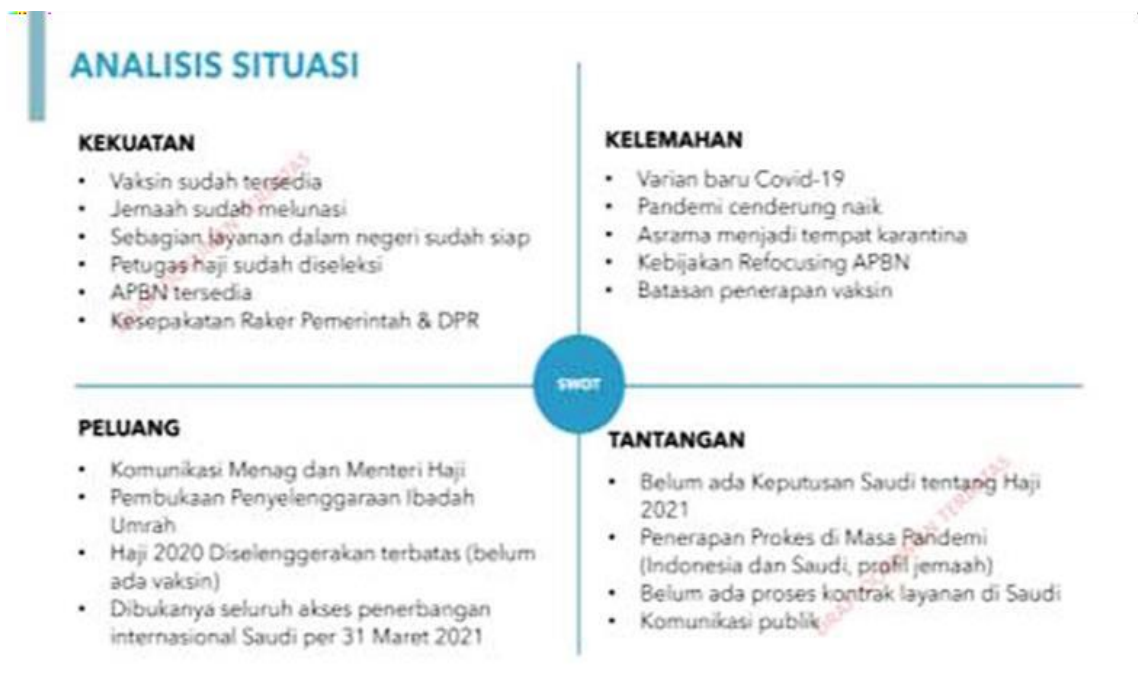 ANALISIS SITUASI
KEKUATAN
• Vaksin sudah tersedia
• Jemaah sudah melunasi
• Sebagian layanan dalam negeri sudah siap
• Petugas haji sudah diseleksi
• APBN tersedia
• Kesepakatan Raker Pemerintah & DPR
KELEMAHAN
• Varian baru Covid-19
• Pandemi cenderung naik
• Asrama menjadi tempat karantina
• Kebijakan Refocusing APBN
• Batasan penerapan vaksin
SWOT
PELUANG
• Komunikasi Menag dan Menteri Haji
• Pembukaan Penyelenggaraan Ibadah
Umrah
• Haji 2020 Diselenggerakan terbatas (belum
ada vaksin)
• Dibukanya seluruh akses penerbangan
internasional Saudi per 31 Maret 2021
TANTANGAN
• Belum ada Keputusan Saudi tentang Haji
2021
• Penerapan Prokes di Masa Pandemi
(Indonesia dan Saudi, profil jemaah)
• Belum ada proses kontrak layanan di Saudi
• Komunikasi publik